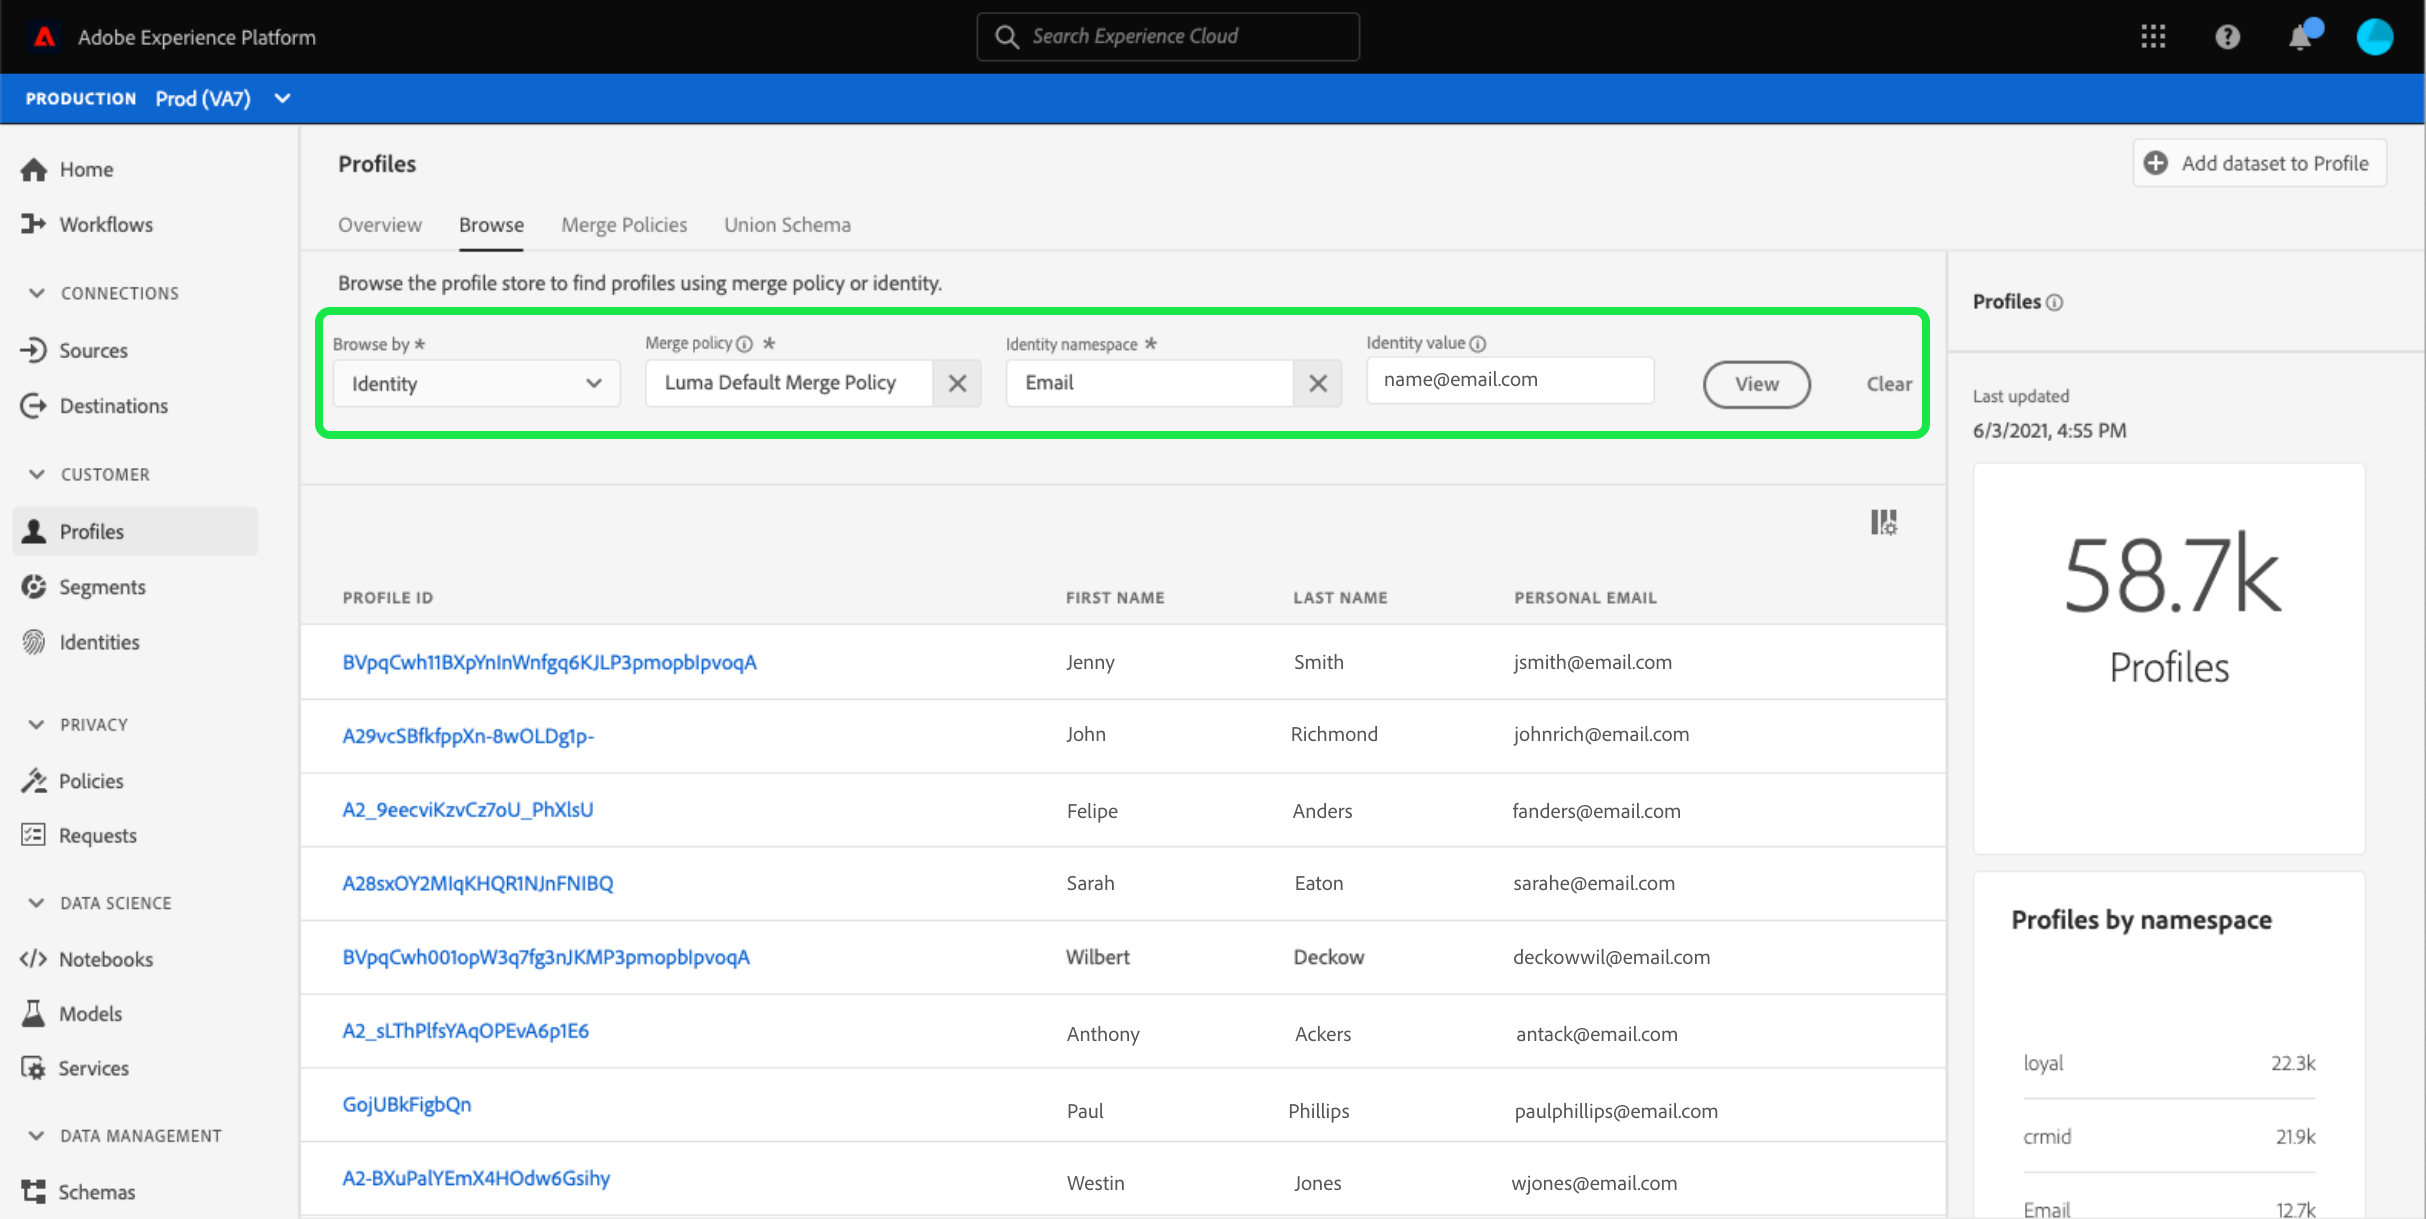 Adobe Experience Platform
Search Experience Cloud
PRODUCTION Prod (VA7)
Home
Workflows
CONNECTIONS
Sources
Destinations
CUSTOMER
Profiles
Segments
Identities
PRIVACY
Policies
Requests
DATA SCIENCE
Notebooks
Models
Services
DATA MANAGEMENT
Schemas
Profiles
Add dataset to Profile
Overview Browse Merge Policies Union Schema
Browse the profile store to find profiles using merge policy or identity.
Browse by * Merge policy * Identity namespace * Identity value
Identity Luma Default Merge Policy Email name@email.com View Clear
PROFILE ID FIRST NAME LAST NAME PERSONAL EMAIL
BVpqCwh11BXpYnInWnfgq6KJLP3pmopbIpvoqA Jenny Smith jsmith@email.com
A29vcSBfkfppXn-8wOLDg1p- John Richmond johnrich@email.com
A2_9eecviKzvCz7oU_PhXlsU Felipe Anders fanders@email.com
A28sxOY2MIqKHQR1NJnFNIBQ Sarah Eaton sarahe@email.com
BVpqCwh001opW3q7fg3nJKMP3pmopbIpvoqA Wilbert Deckow deckowwil@email.com
A2_sLThPlfsYAqOPEvA6p1E6 Anthony Ackers antack@email.com
GojUBkFigbQn Paul Phillips paulphillips@email.com
A2-BXuPalYEmX4HOdw6Gsihy Westin Jones wjones@email.com
Profiles
Last updated
6/3/2021, 4:55 PM
58.7k
Profiles
Profiles by namespace
loyal 22.3k
crmid 21.9k
Email 12.7k